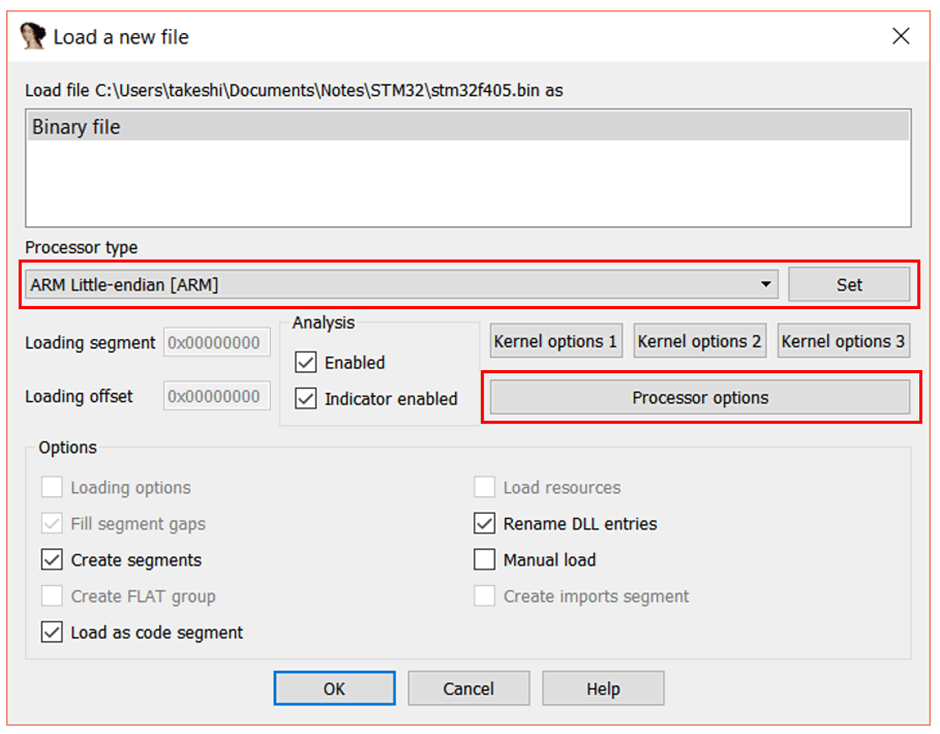 Load a new file
Load file C:\Users\takeshi\Documents\Notes\STM32\stm32f405.bin as
Binary file
Processor type
ARM Little-endian [ARM]
Set
Loading segment 0x00000000
Loading offset 0x00000000
Analysis
Enabled
Indicator enabled
Kernel options 1
Kernel options 2
Kernel options 3
Processor options
Options
Loading options
Fill segment gaps
Create segments
Create FLAT group
Load as code segment
Load resources
Rename DLL entries
Manual load
Create imports segment
OK
Cancel
Help